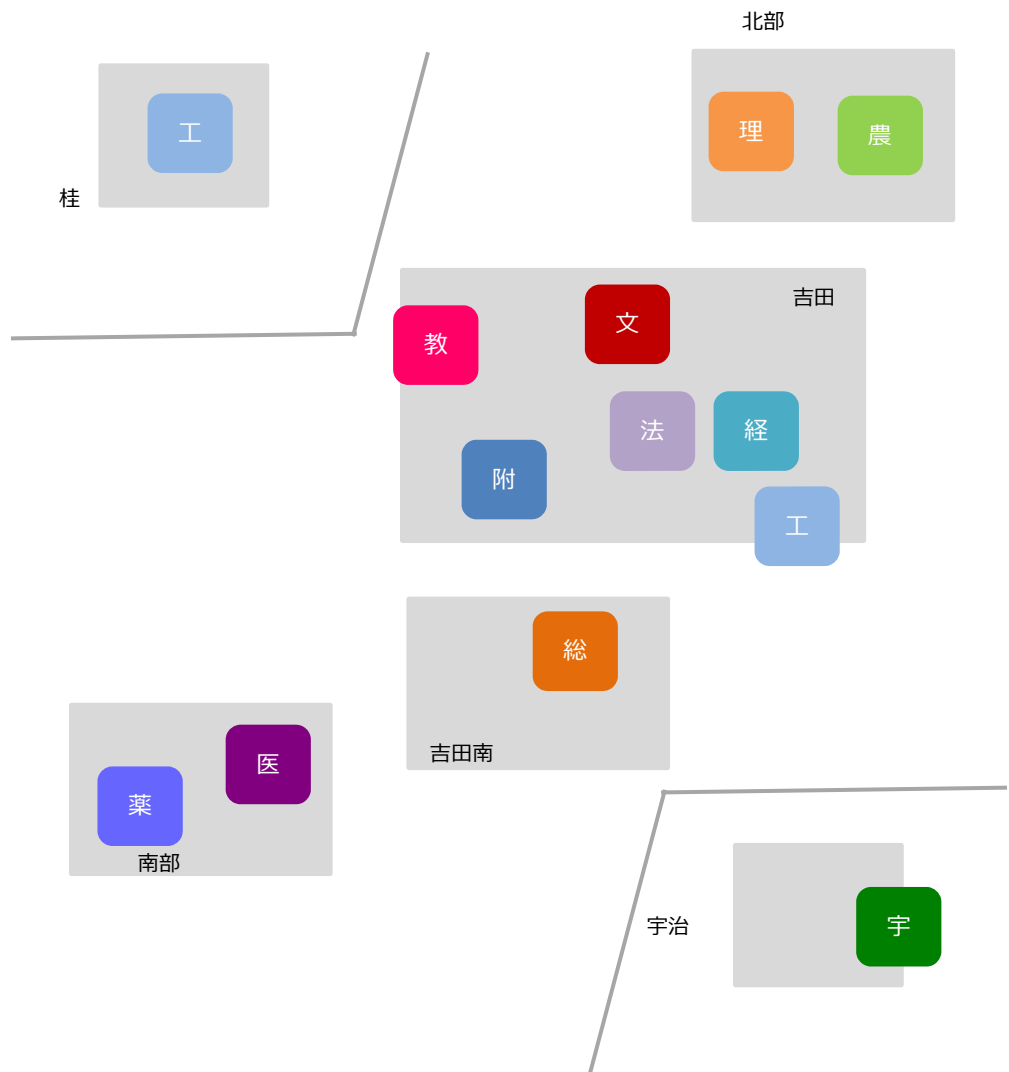 北部
工
理
農
桂
吉田
文
教
法
経
附
工
総
吉田南
医
薬
南部
宇治
宇